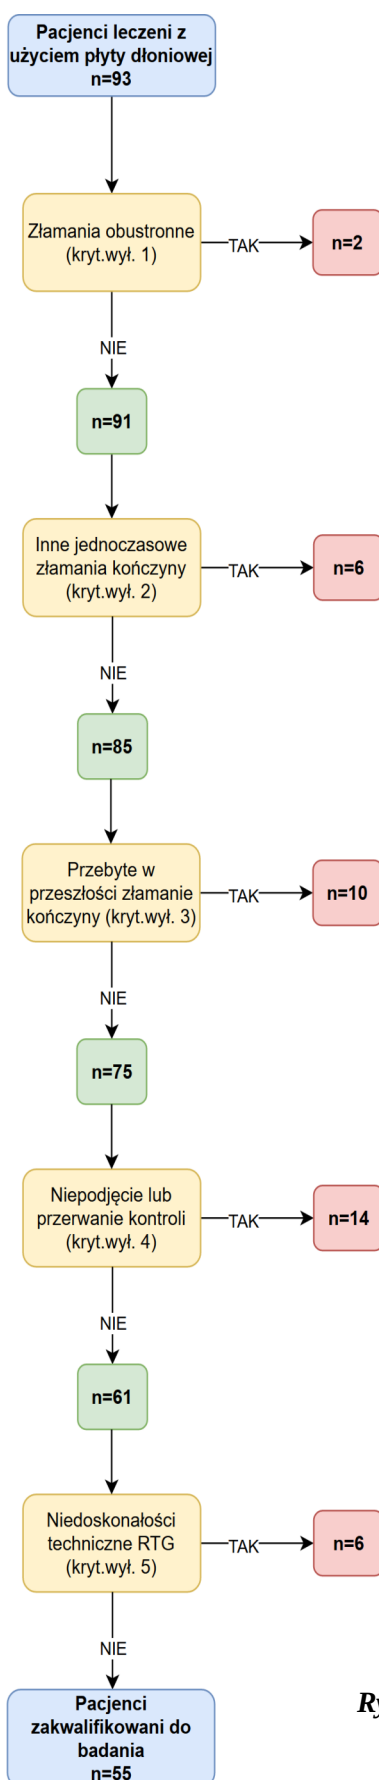 Pacjenci leczeni z
użyciem płyty dłoniowej
n=93
Złamania obustronne
(kryt.wył. 1)
TAK
n=2
NIE
n=91
Inne jednoczasowe
złamania kończyny
(kryt.wył. 2)
TAK
n=6
NIE
n=85
Przebyte w
przeszłości złamanie
kończyny (kryt.wył. 3)
TAK
n=10
NIE
n=75
Niepodjęcie lub
przerwanie kontroli
(kryt.wył. 4)
TAK
n=14
NIE
n=61
Niedoskonałości
techniczne RTG
(kryt.wył. 5)
TAK
n=6
NIE
Pacjenci
zakwalifikowani do
badania
n=55
Ry